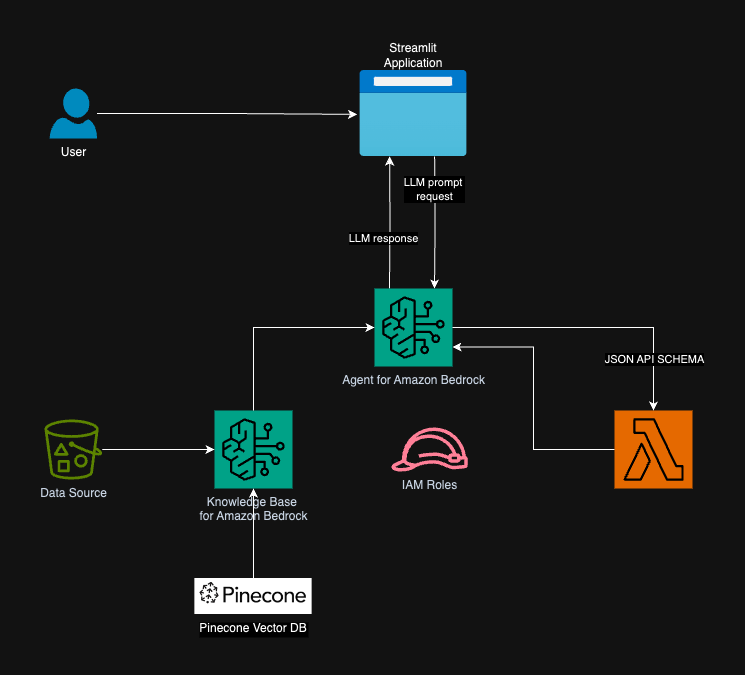 Streamlit
Application
User
LLM prompt
request
LLM response
JSON API SCHEMA
Agent for Amazon Bedrock
Data Source
Knowledge Base
for Amazon Bedrock
IAM Roles
Pinecone
Pinecone Vector DB